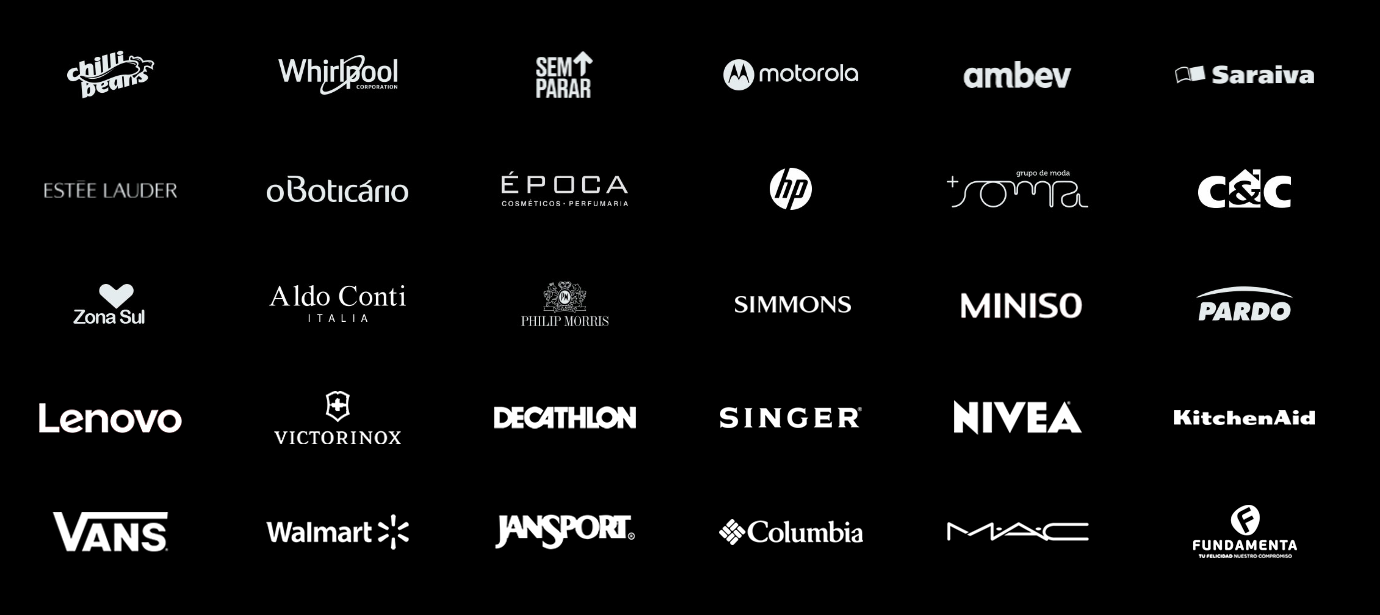 chilli beans
Whirlpool
CORPORATION
SEM
PARAR
motorola
ambev
Saraiva
ESTĒE LAUDER
oBoticário
ÉPOCA
COSMÉTICOS · PERFUMARIA
hp
grupo de moda
+soma
C&C
Zona Sul
Aldo Conti
ITALIA
PM
PHILIP MORRIS
SIMMONS
MINISO
PARDO
Lenovo
VICTORINOX
DECATHLON
SINGER®
NIVEA
KitchenAid
VANS
Walmart
JANSPORT®
Columbia
M·A·C
FUNDAMENTA
TU FELICIDAD NUESTRO COMPROMISO